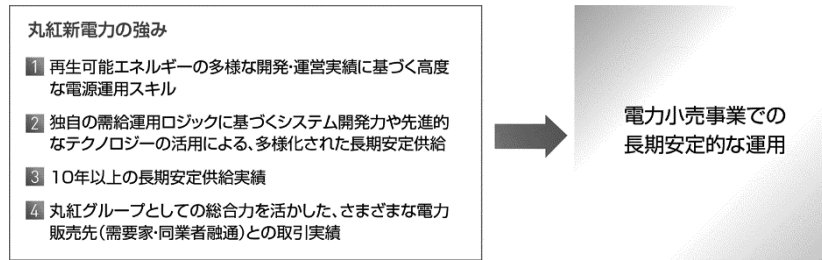 丸紅新電力の強み
1 再生可能エネルギーの多様な開発・運営実績に基づく高度
な電源運用スキル
2 独自の需給運用ロジックに基づくシステム開発力や先進的
なテクノロジーの活用による、多様化された長期安定供給
3 10年以上の長期安定供給実績
4 丸紅グループとしての総合力を活かした、さまざまな電力
販売先(需要家・同業者融通)との取引実績
電力小売事業での
長期安定的な運用